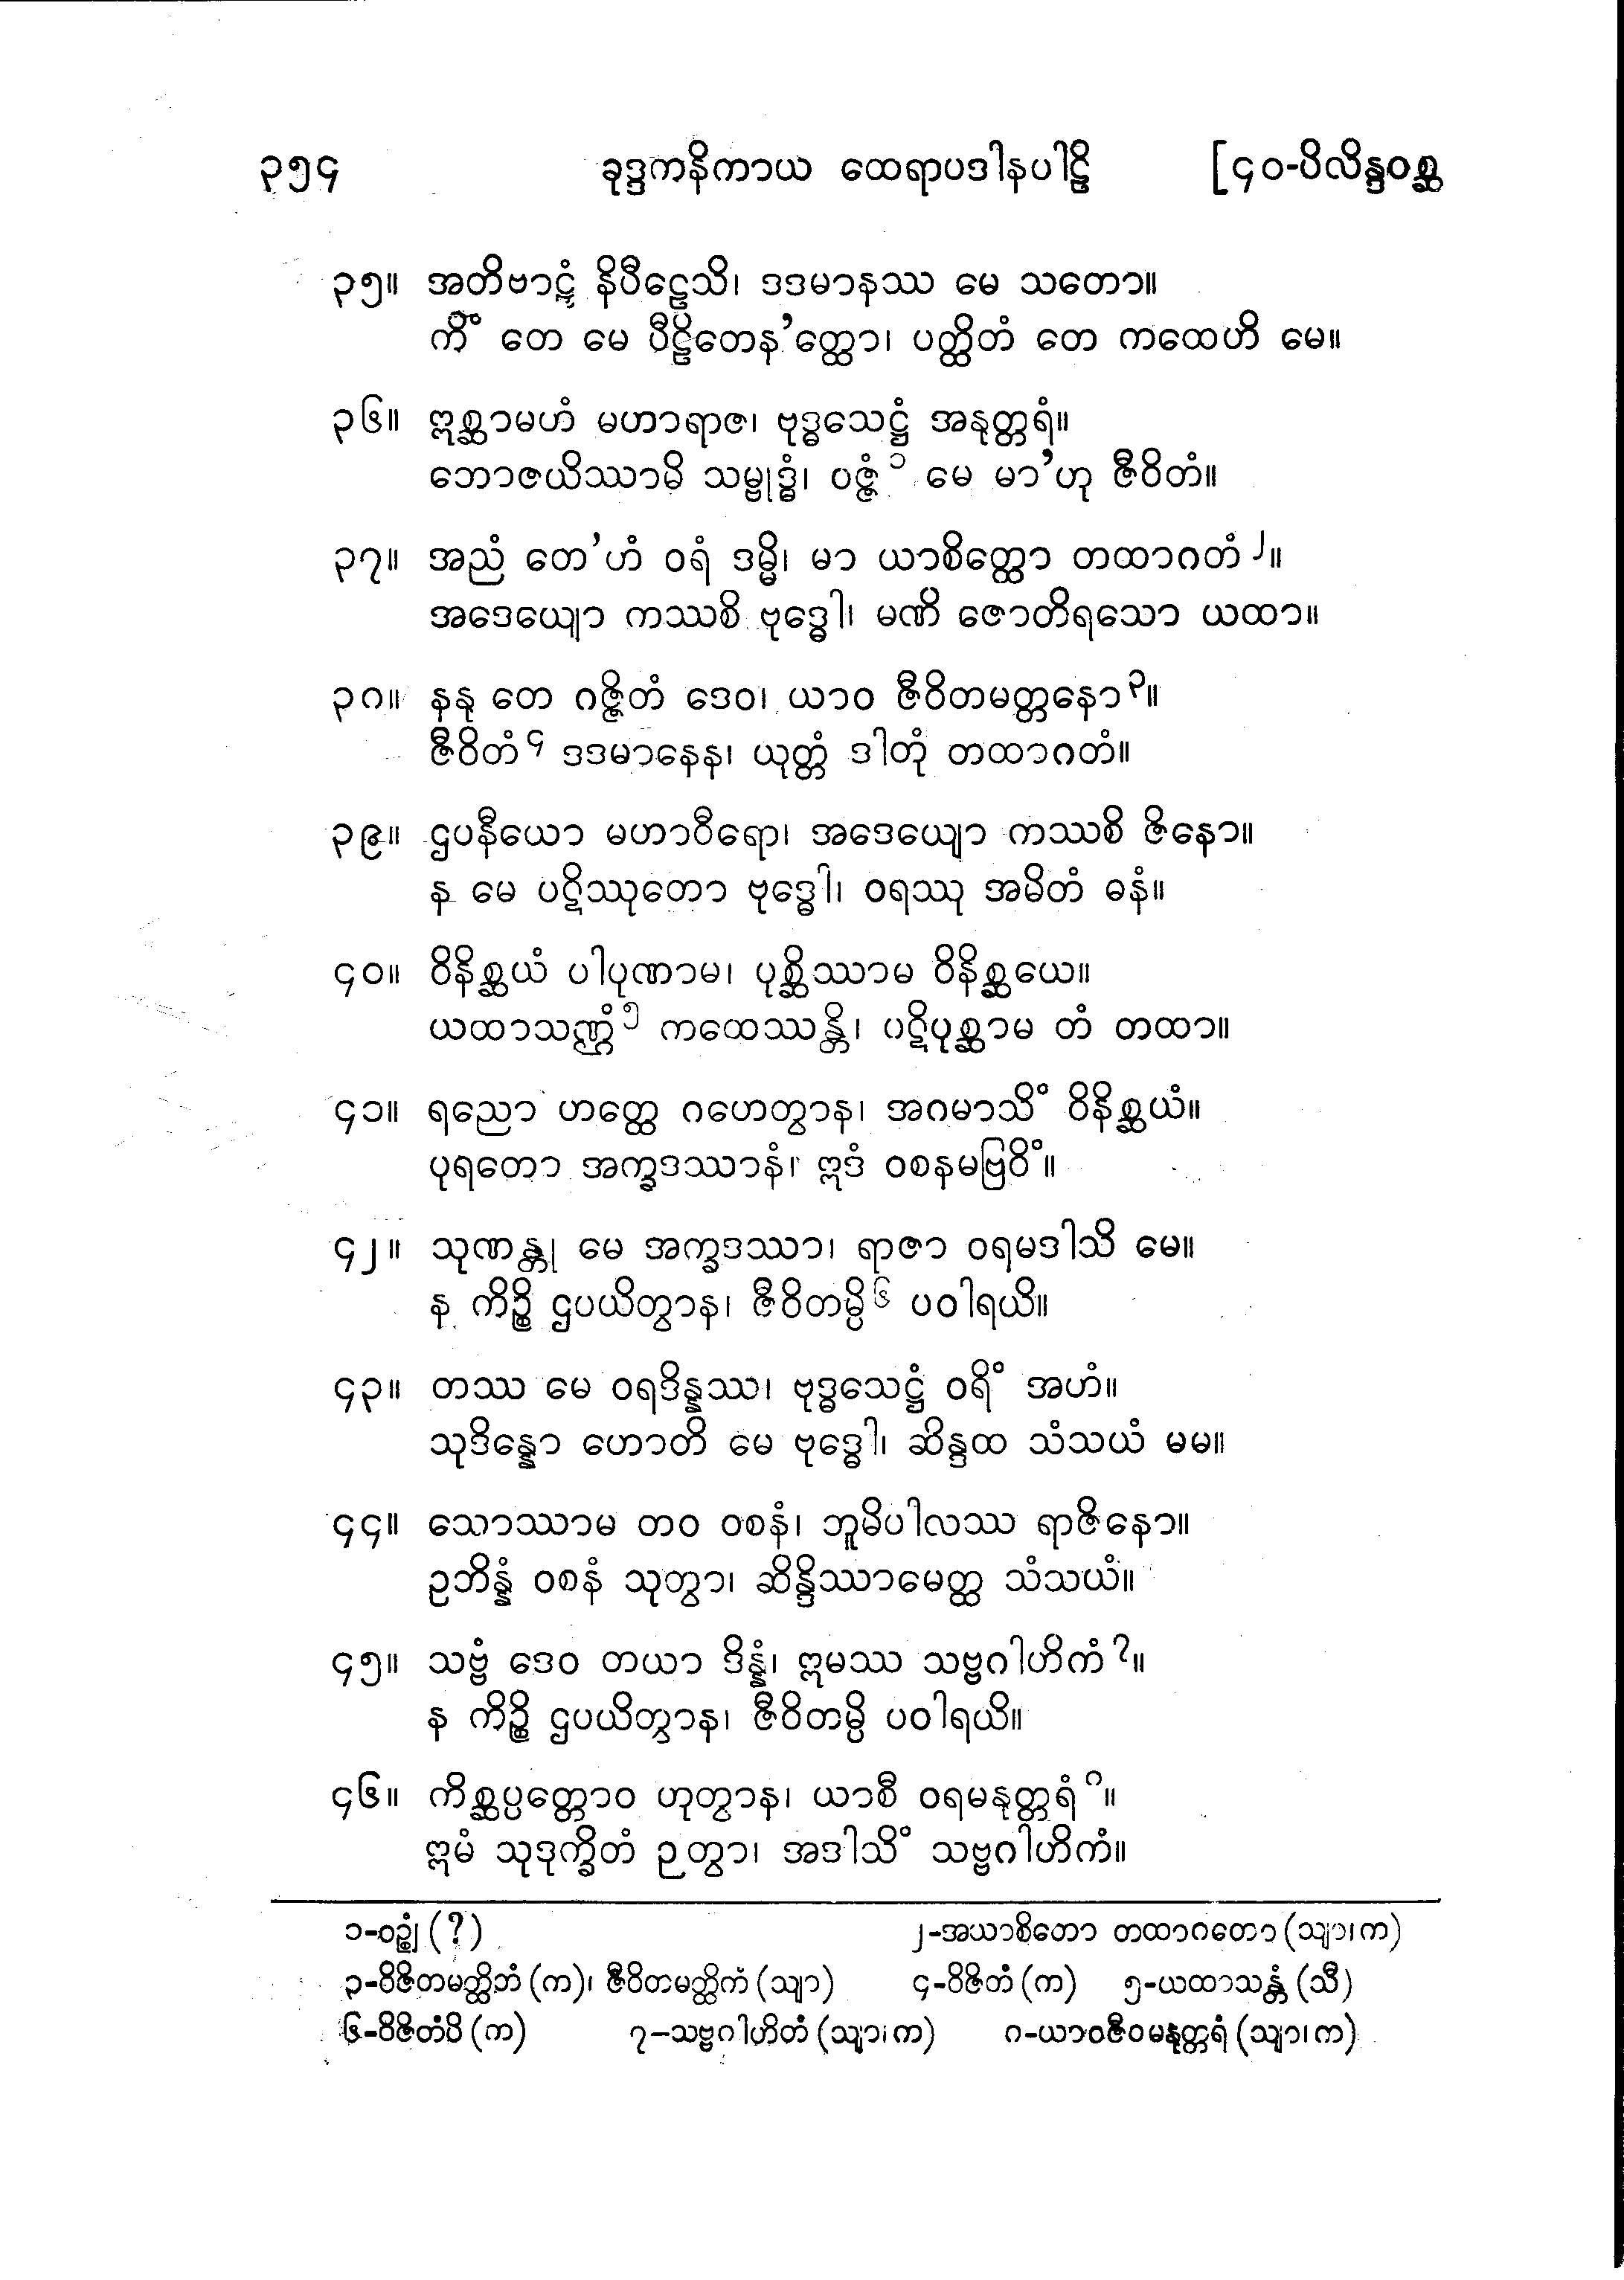 ၃၅၄ ခုဒ္ဒကနိကာယ ထေရာပဒါနပါဠိ [၄၀-ပိလိန္ဒဝစ္ဆ
၃၅။ အတိဗာဠှံ နိပီဠေသိ၊ ဒဒမာနဿ မေ သတော။
ကိံ တေ မေ ပီဠိတေန’တ္ထော၊ ပတ္ထိတံ တေ ကထေဟိ မေ။
၃၆။ ဣစ္ဆာမဟံ မဟာရာဇ၊ ဗုဒ္ဓသေဋ္ဌံ အနုတ္တရံ။
ဘောဇယိဿာမိ သမ္ဗုဒ္ဓံ၊ ဝဇ္ဇံ ၁ မေ မာ’ဟု ဇီဝိတံ။
၃၇။ အညံ တေ’ဟံ ဝရံ ဒမ္မိ၊ မာ ယာစိတ္ထော တထာဂတံ ၂။
အဒေယျော ကဿစိ ဗုဒ္ဓေါ၊ မဏိ ဇောတိရသော ယထာ။
၃၈။ နနု တေ ဂဇ္ဇိတံ ဒေဝ၊ ယာဝ ဇီဝိတမတ္တနော ၃။
ဇီဝိတံ ၄ ဒဒမာနေန၊ ယုတ္တံ ဒါတုံ တထာဂတံ။
၃၉။ ဌပနီယော မဟာဝီရော၊ အဒေယျော ကဿစိ ဇိနော။
န မေ ပဋိဿုတော ဗုဒ္ဓေါ၊ ဝရဿု အမိတံ ဓနံ။
၄၀။ ဝိနိစ္ဆယံ ပါပုဏာမ၊ ပုစ္ဆိဿာမ ဝိနိစ္ဆယေ။
ယထာသဏ္ဌံ ၅ ကထေဿန္တိ၊ ပဋိပုစ္ဆာမ တံ တထာ။
၄၁။ ရညော ဟတ္ထေ ဂဟေတွာန၊ အဂမာသိံ ဝိနိစ္ဆယံ။
ပုရတော အက္ခဒဿာနံ၊ ဣဒံ ဝစနမဗြဝိံ။
၄၂။ သုဏန္တု မေ အက္ခဒဿာ၊ ရာဇာ ဝရမဒါသိ မေ။
န ကိဉ္စိ ဌပယိတွာန၊ ဇီဝိတမ္ပိ ၆ ပဝါရယိ။
၄၃။ တဿ မေ ဝရဒိန္နဿ၊ ဗုဒ္ဓသေဋ္ဌံ ဝရိံ အဟံ။
သုဒိန္နော ဟောတိ မေ ဗုဒ္ဓေါ၊ ဆိန္ဒထ သံသယံ မမ။
၄၄။ သောဿာမ တဝ ဝစနံ၊ ဘူမိပါလဿ ရာဇိနော။
ဥဘိန္နံ ဝစနံ သုတွာ၊ ဆိန္ဒိဿာမေတ္ထ သံသယံ။
၄၅။ သဗ္ဗံ ဒေဝ တယာ ဒိန္နံ၊ ဣမဿ သဗ္ဗဂါဟိကံ ၇။
န ကိဉ္စိ ဌပယိတွာန၊ ဇီဝိတမ္ပိ ပဝါရယိ။
၄၆။ ကိစ္ဆပ္ပတ္တောဝ ဟုတွာန၊ ယာစီ ဝရမနုတ္တရံ ၈။
ဣမံ သုဒုက္ခိတံ ဉတွာ၊ အဒါသိံ သဗ္ဗဂါဟိကံ။
၁-ဝဉ္ဈံ (?) ၂-အယာစိတော တထာဂတော (သျာ၊ က)
၃-ဝိဇိတမတ္ထိဘံ (က)၊ ဇီဝိတမတ္ထိကံ (သျာ) ၄-ဝိဇိတံ (က) ၅-ယထာသန္တံ (သီ)
၆-ဝိဇိတံပိ (က) ၇-သဗ္ဗဂါဟိတံ (သျာ၊ က) ၈-ယာဝဇီဝမနုတ္တရံ (သျာ၊ က)